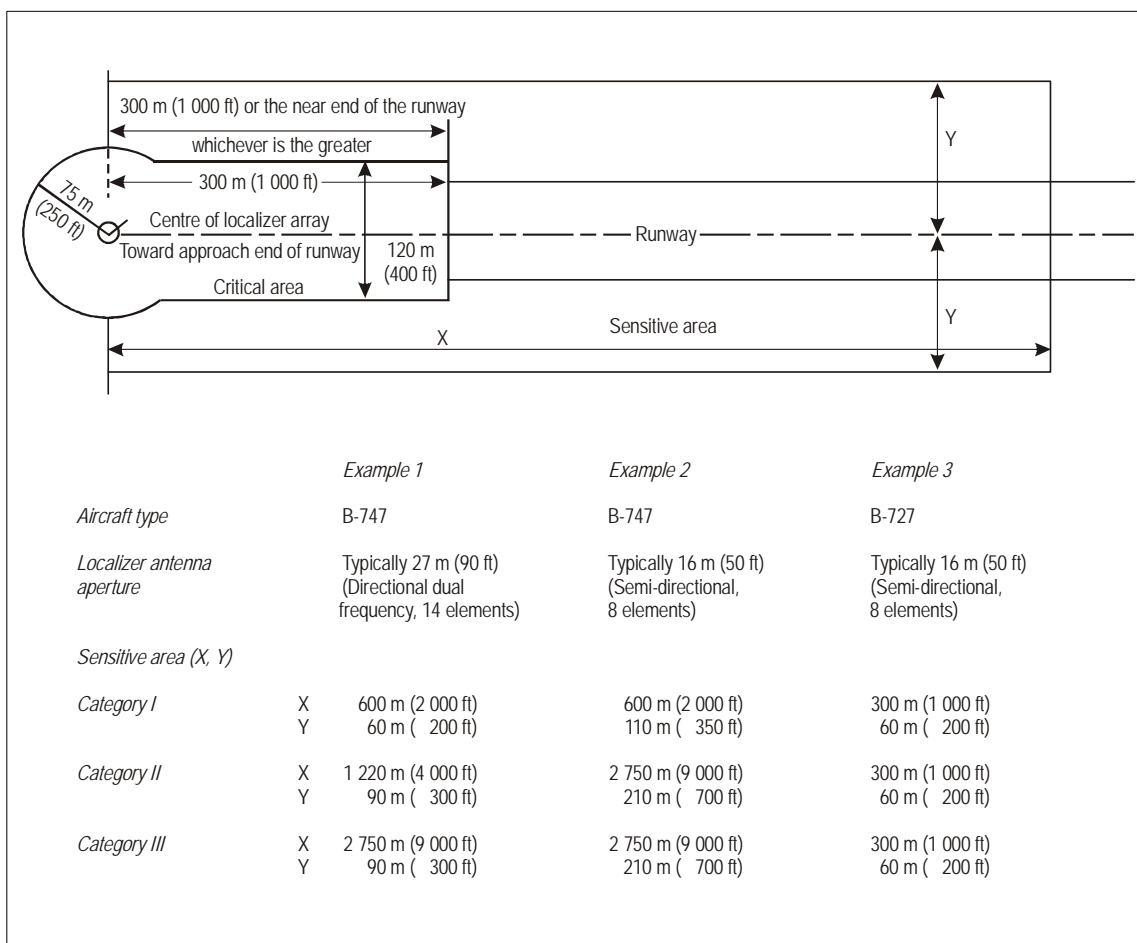 300 m (1 000 ft) or the near end of the runway
whichever is the greater
300 m (1 000 ft)
75 m
(250 ft)
Centre of localizer array
Toward approach end of runway
120 m
(400 ft)
Critical area
Runway
Y
Y
Sensitive area
X
Example 1 Example 2 Example 3
Aircraft type B-747 B-747 B-727
Localizer antenna Typically 27 m (90 ft) Typically 16 m (50 ft) Typically 16 m (50 ft)
aperture (Directional dual (Semi-directional, (Semi-directional,
frequency, 14 elements) 8 elements) 8 elements)
Sensitive area (X, Y)
Category I X 600 m (2 000 ft) 600 m (2 000 ft) 300 m (1 000 ft)
Y 60 m ( 200 ft) 110 m ( 350 ft) 60 m ( 200 ft)
Category II X 1 220 m (4 000 ft) 2 750 m (9 000 ft) 300 m (1 000 ft)
Y 90 m ( 300 ft) 210 m ( 700 ft) 60 m ( 200 ft)
Category III X 2 750 m (9 000 ft) 2 750 m (9 000 ft) 300 m (1 000 ft)
Y 90 m ( 300 ft) 210 m ( 700 ft) 60 m ( 200 ft)